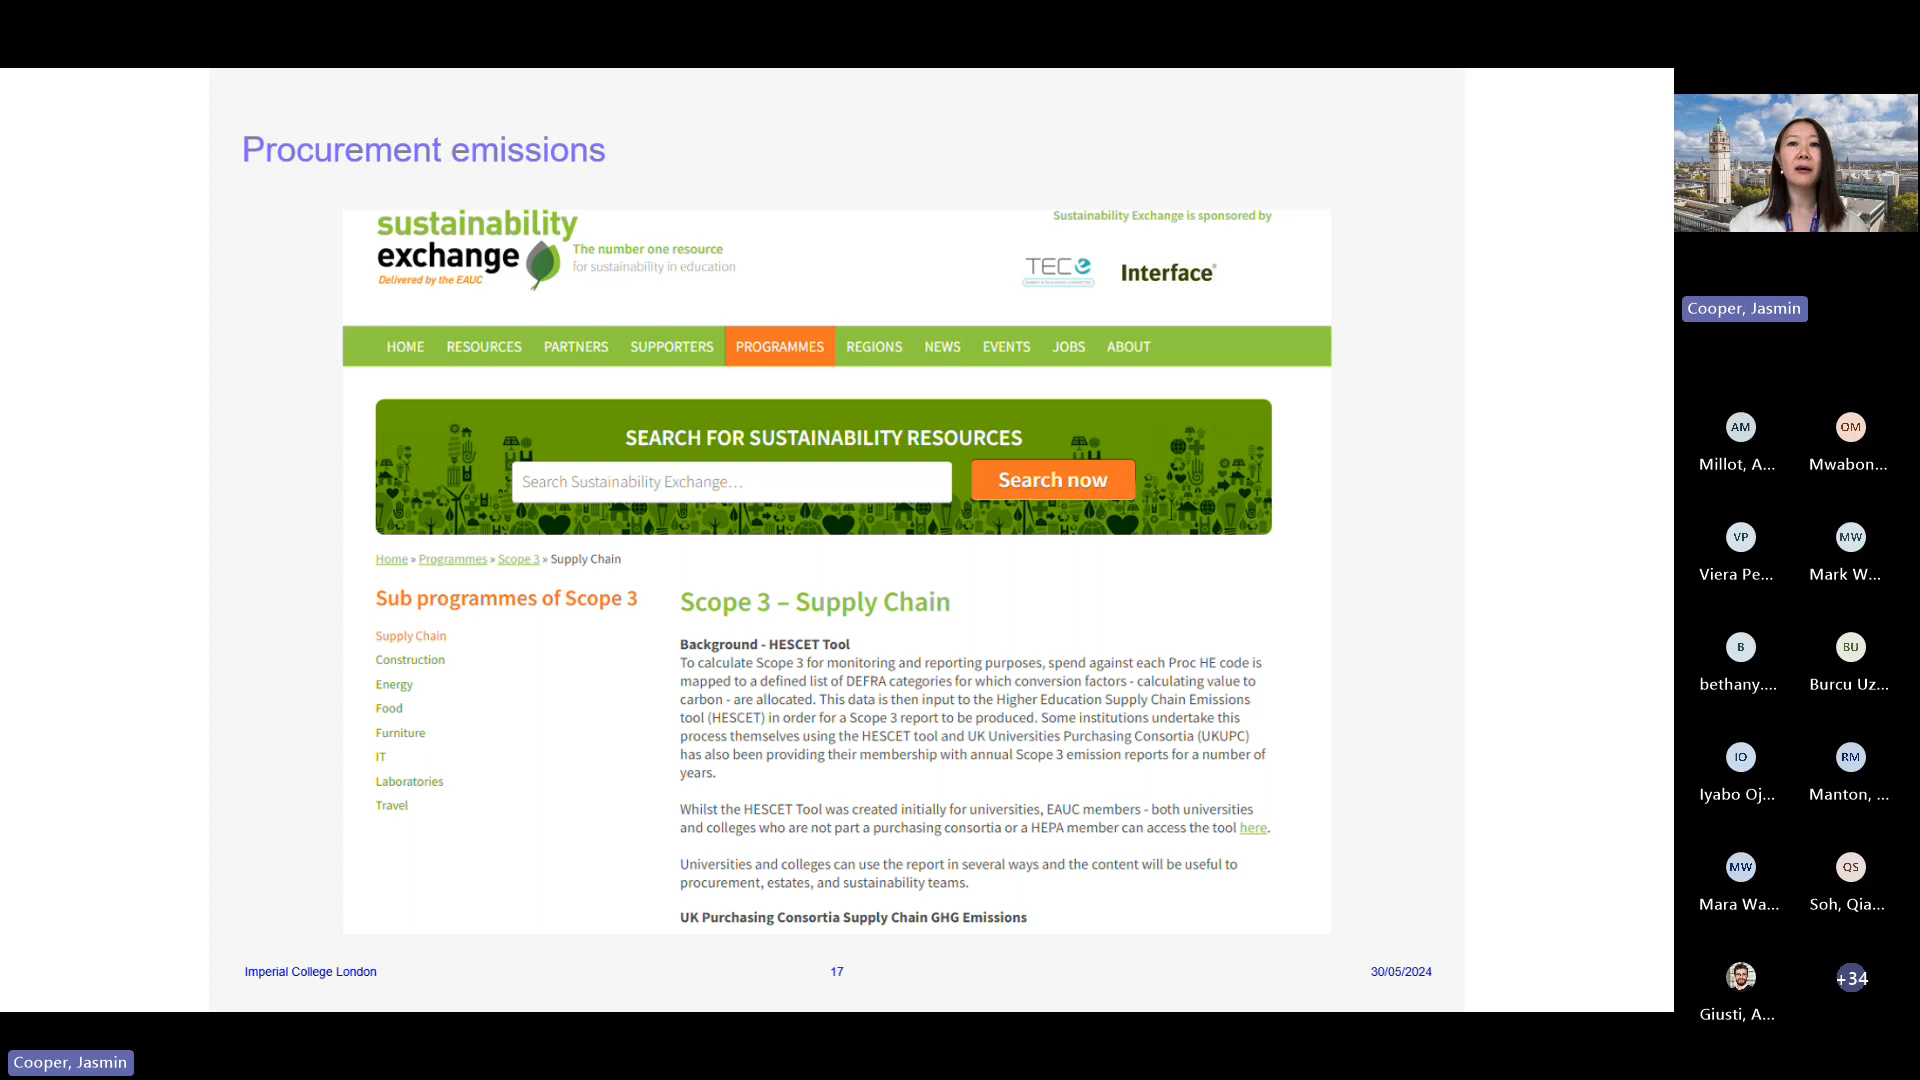 Procurement emissions
sustainability
exchange
Delivered by the EAUC
The number one resource
for sustainability in education
Sustainability Exchange is sponsored by
TEC
Interface®
HOME RESOURCES PARTNERS SUPPORTERS PROGRAMMES REGIONS NEWS EVENTS JOBS ABOUT
SEARCH FOR SUSTAINABILITY RESOURCES
Search Sustainability Exchange...
Search now
Home » Programmes » Scope 3 » Supply Chain
Sub programmes of Scope 3
Supply Chain
Construction
Energy
Food
Furniture
IT
Laboratories
Travel
Scope 3 – Supply Chain
Background - HESCET Tool
To calculate Scope 3 for monitoring and reporting purposes, spend against each Proc HE code is
mapped to a defined list of DEFRA categories for which conversion factors - calculating value to
carbon - are allocated. This data is then input to the Higher Education Supply Chain Emissions
tool (HESCET) in order for a Scope 3 report to be produced. Some institutions undertake this
process themselves using the HESCET tool and UK Universities Purchasing Consortia (UKUPC)
has also been providing their membership with annual Scope 3 emission reports for a number of
years.
Whilst the HESCET Tool was created initially for universities, EAUC members - both universities
and colleges who are not part a purchasing consortia or a HEPA member can access the tool here.
Universities and colleges can use the report in several ways and the content will be useful to
procurement, estates, and sustainability teams.
UK Purchasing Consortia Supply Chain GHG Emissions
Imperial College London
17
30/05/2024
Cooper, Jasmin
AM
Millot, A...
OM
Mwabon...
VP
Viera Pe...
MW
Mark W...
B
bethany....
BU
Burcu Uz...
IO
Iyabo Oj...
RM
Manton, ...
MW
Mara Wa...
QS
Soh, Qia...
Giusti, A...
+34
Cooper, Jasmin